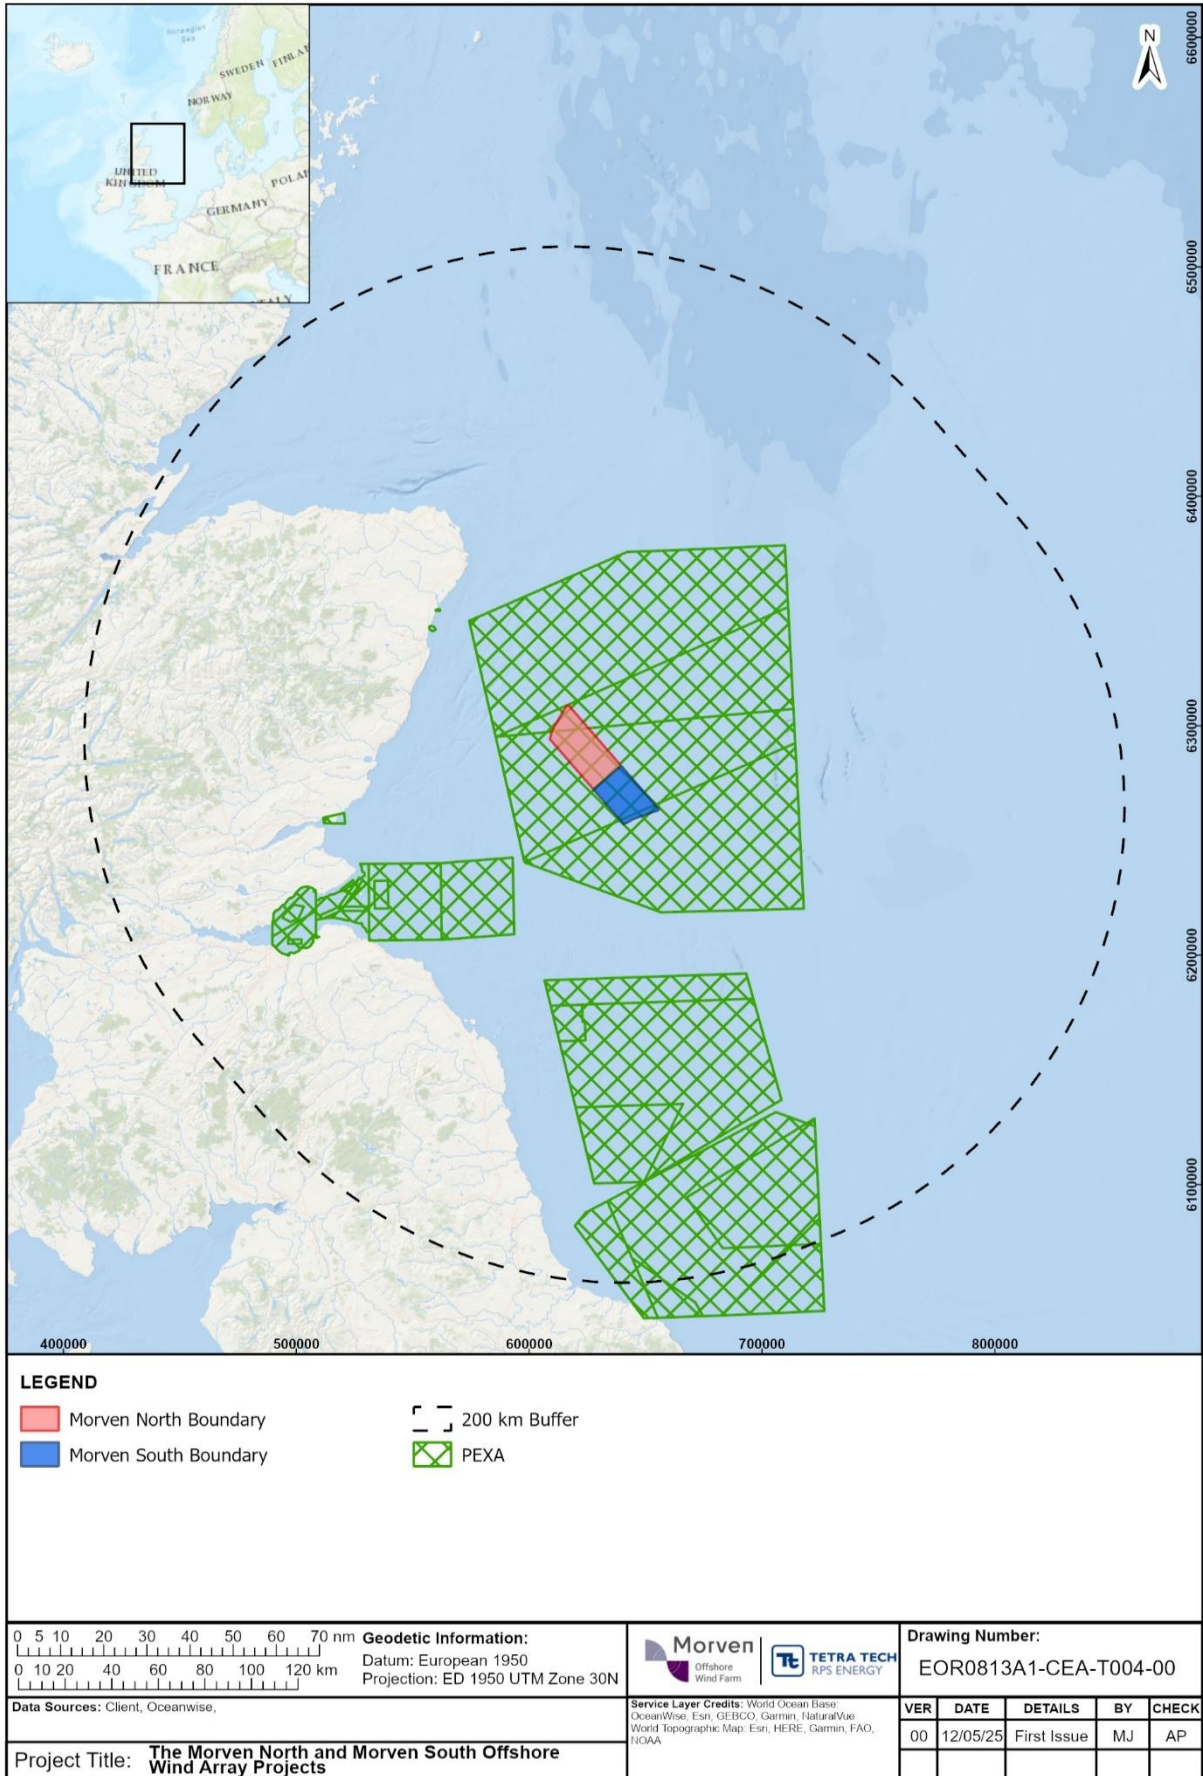 Norwegian
Sea
SWEDEN
FINLAN
NORWAY
UNITED
KINGDOM
POLAN
GERMANY
FRANCE
ITALY
N
6600000
6500000
6400000
6300000
6200000
6100000
400000
500000
600000
700000
800000
LEGEND
Morven North Boundary
200 km Buffer
Morven South Boundary
PEXA
0 5 10 20 30 40 50 60 70 nm
0 10 20 40 60 80 100 120 km
Geodetic Information:
Datum: European 1950
Projection: ED 1950 UTM Zone 30N
Morven
Offshore
Wind Farm
Tt TETRA TECH
RPS ENERGY
Drawing Number:
EOR0813A1-CEA-T004-00
Data Sources: Client, Oceanwise,
Service Layer Credits: World Ocean Base:
OceanWise, Esri, GEBCO, Garmin, NaturalVue
World Topographic Map: Esri, HERE, Garmin, FAO,
NOAA
VER DATE DETAILS BY CHECK
00 12/05/25 First Issue MJ AP
Project Title: The Morven North and Morven South Offshore
Wind Array Projects